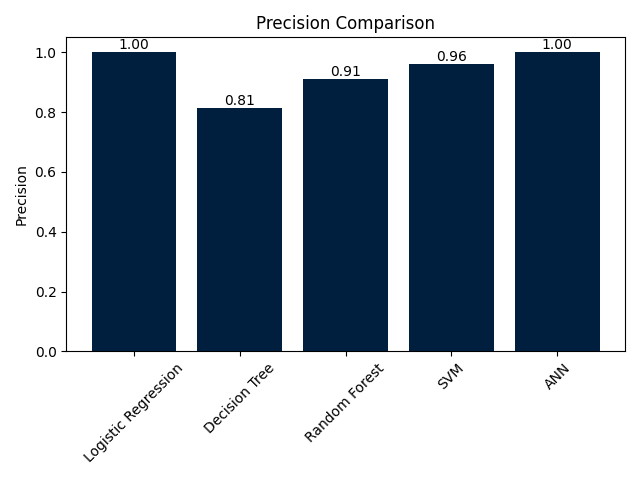 Precision Comparison
1.00
0.81
0.91
0.96
1.00
Precision
1.0
0.8
0.6
0.4
0.2
0.0
Logistic Regression
Decision Tree
Random Forest
SVM
ANN